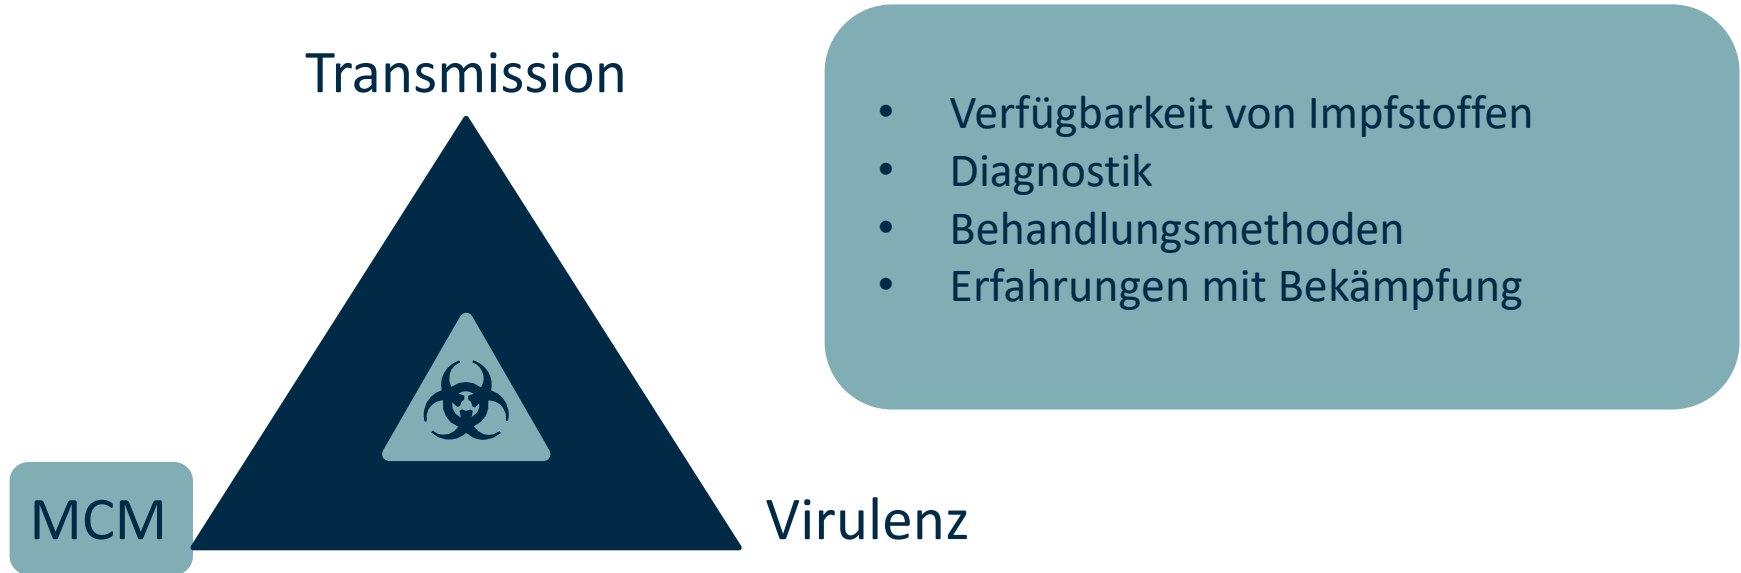 Transmission
• Verfügbarkeit von Impfstoffen
• Diagnostik
• Behandlungsmethoden
• Erfahrungen mit Bekämpfung
MCM
Virulenz